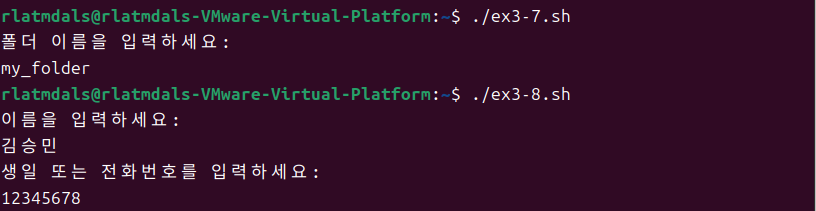 rlatmdals@rlatmdals-VMware-Virtual-Platform:~$ ./ex3-7.sh
폴더 이름을 입력하세요:
my_folder
rlatmdals@rlatmdals-VMware-Virtual-Platform:~$ ./ex3-8.sh
이름을 입력하세요:
김승민
생일 또는 전화번호를 입력하세요:
12345678